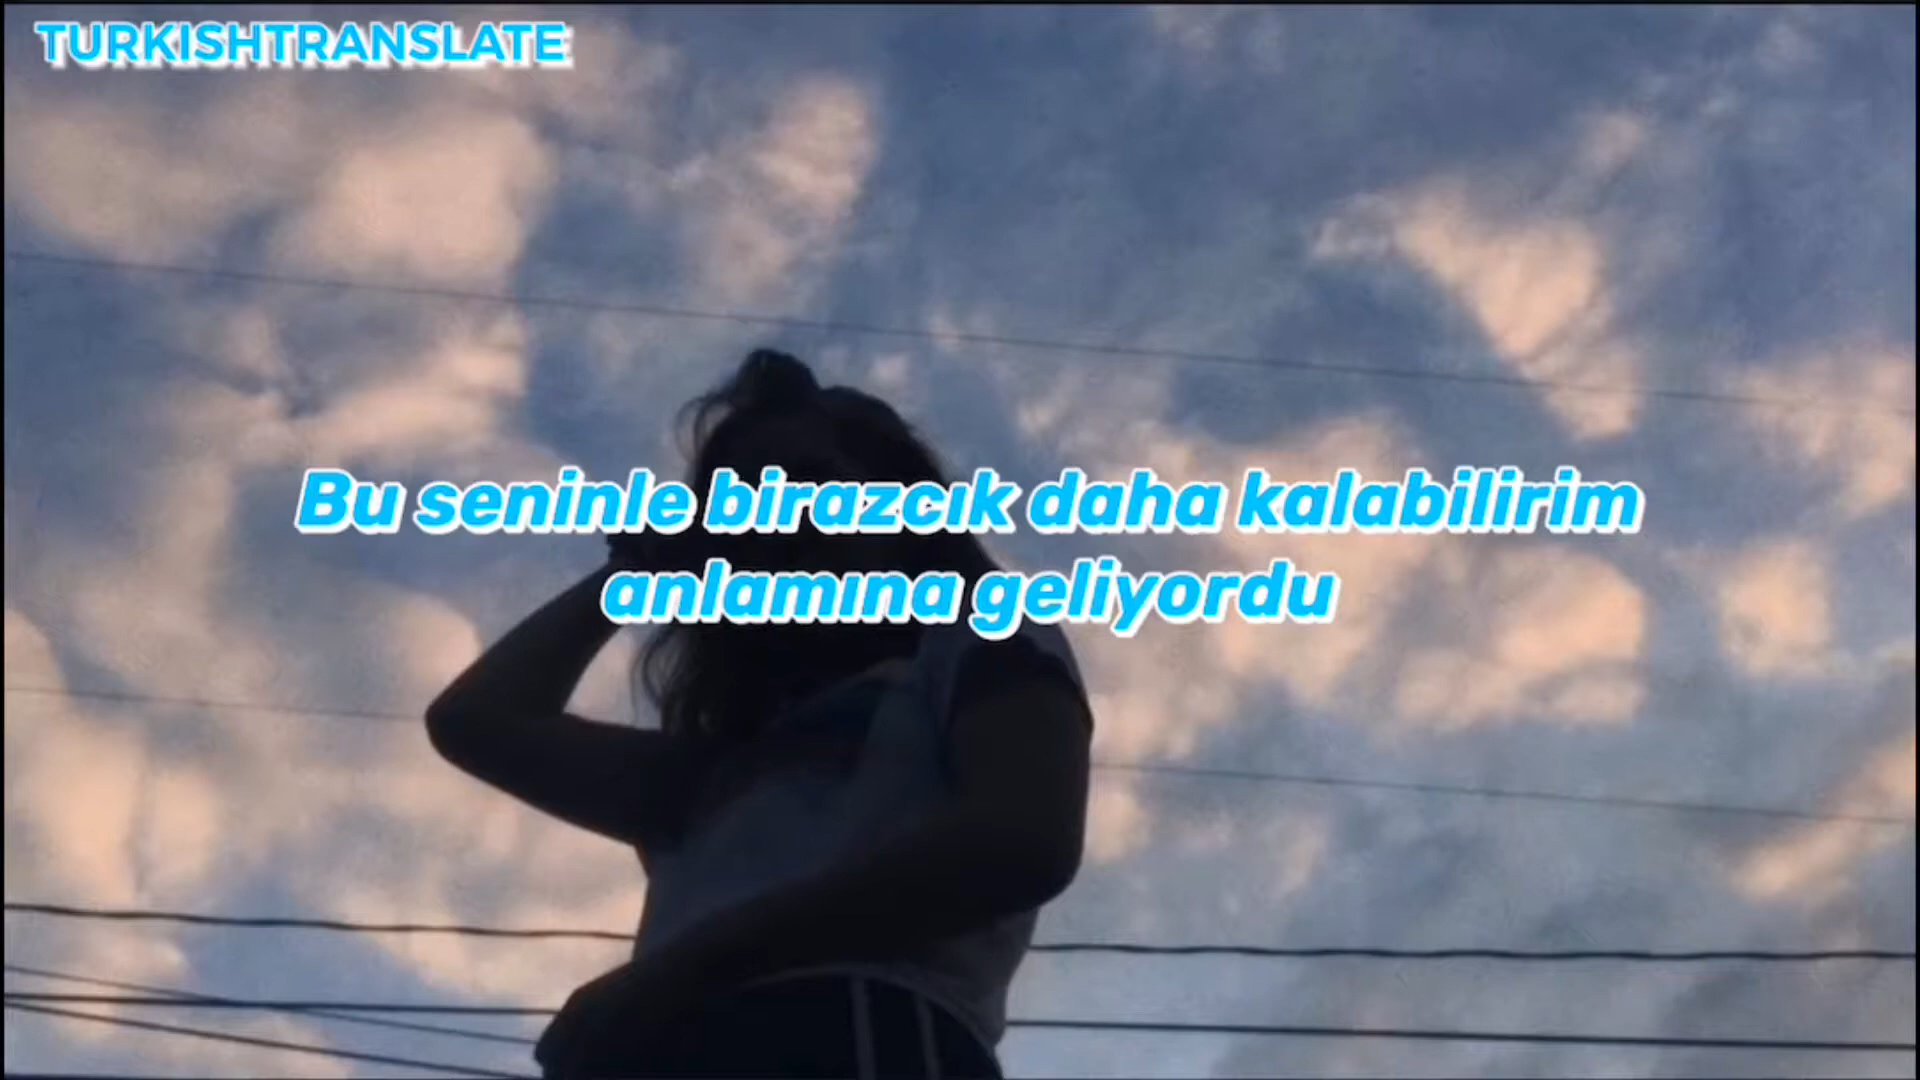 TURKISHTRANSLATE
Bu seninle birazcık daha kalabilirim
anlamına geliyordu